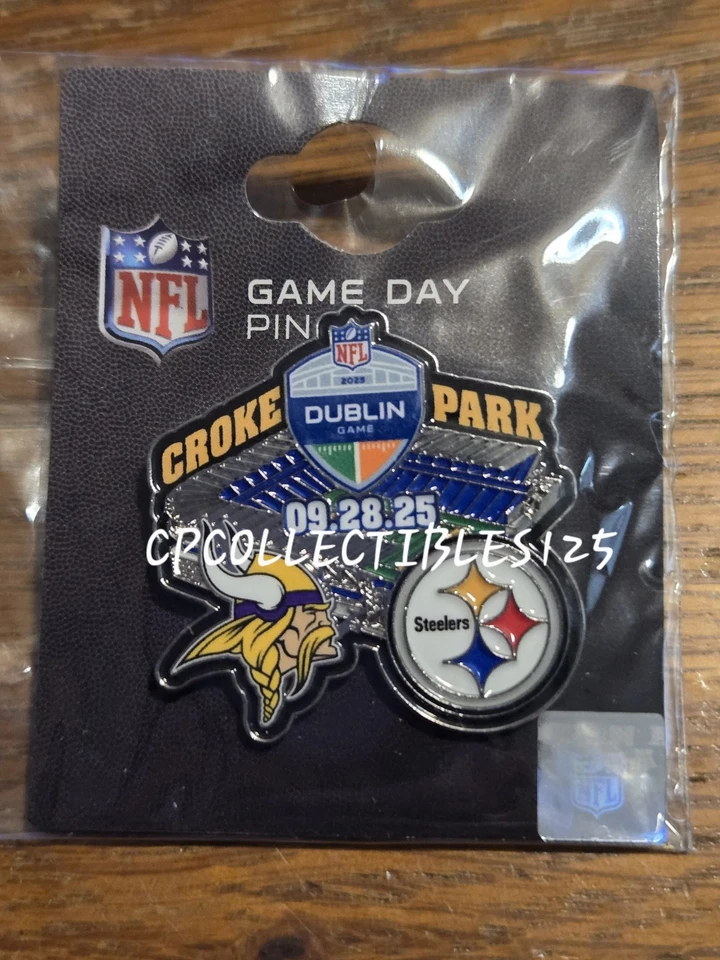 NFL
GAME DAY
PIN
NFL
2025
DUBLIN
GAME
CROKE PARK
09.28.25
CPCOLLECTIBLES125
Steelers
NFL